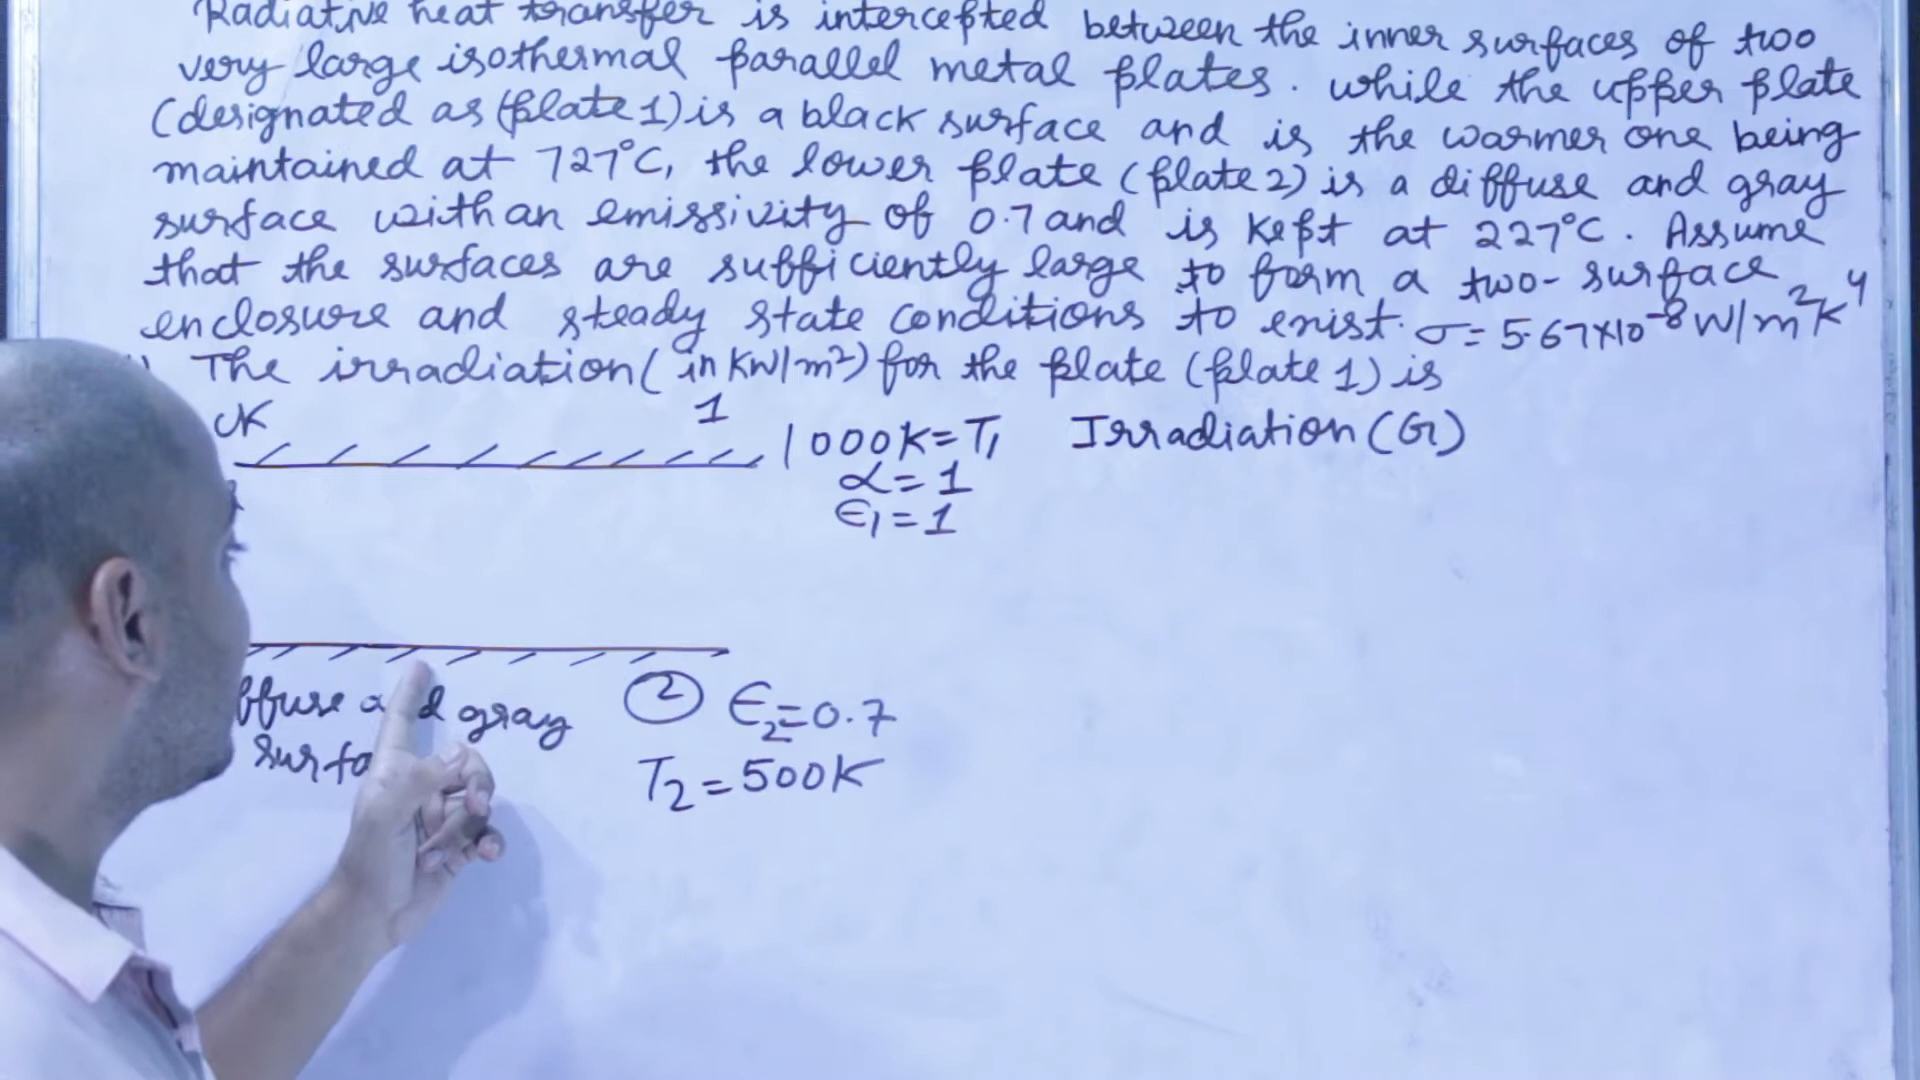 Radiative heat transfer is intercepted between the inner surfaces of two
very large isothermal parallel metal plates. while the upper plate
(designated as (plate 1) is a black surface and is the warmer one being
maintained at 727°C, the lower plate (plate 2) is a diffuse and gray
surface with an emissivity of 0.7 and is kept at 227°C. Assume
that the surfaces are sufficiently large to form a two-surface
enclosure and steady state conditions to exist. σ = 5.67×10⁻⁸ W/m²K⁴
The irradiation (in KW/m²) for the plate (plate 1) is
1
1000K = T₁ Irradiation (G)
α = 1
ϵ₁ = 1
gray ② ϵ₂ = 0.7
T₂ = 500K